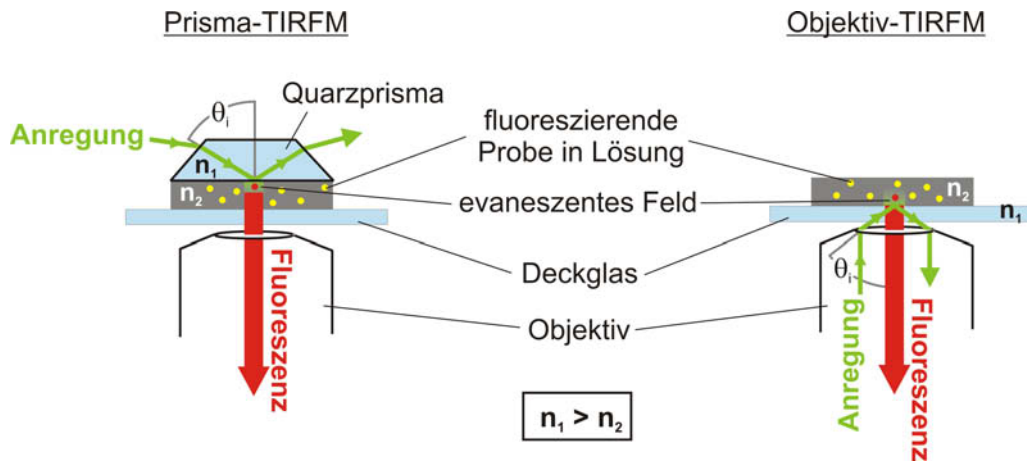 Prisma-TIRFM
Objektiv-TIRFM
Quarzprisma
θi
Anregung
fluoreszierende
Probe in Lösung
n1
n2
n2
evaneszentes Feld
n1
Deckglas
θi
Fluoreszenz
Objektiv
Anregung
Fluoreszenz
n1 > n2